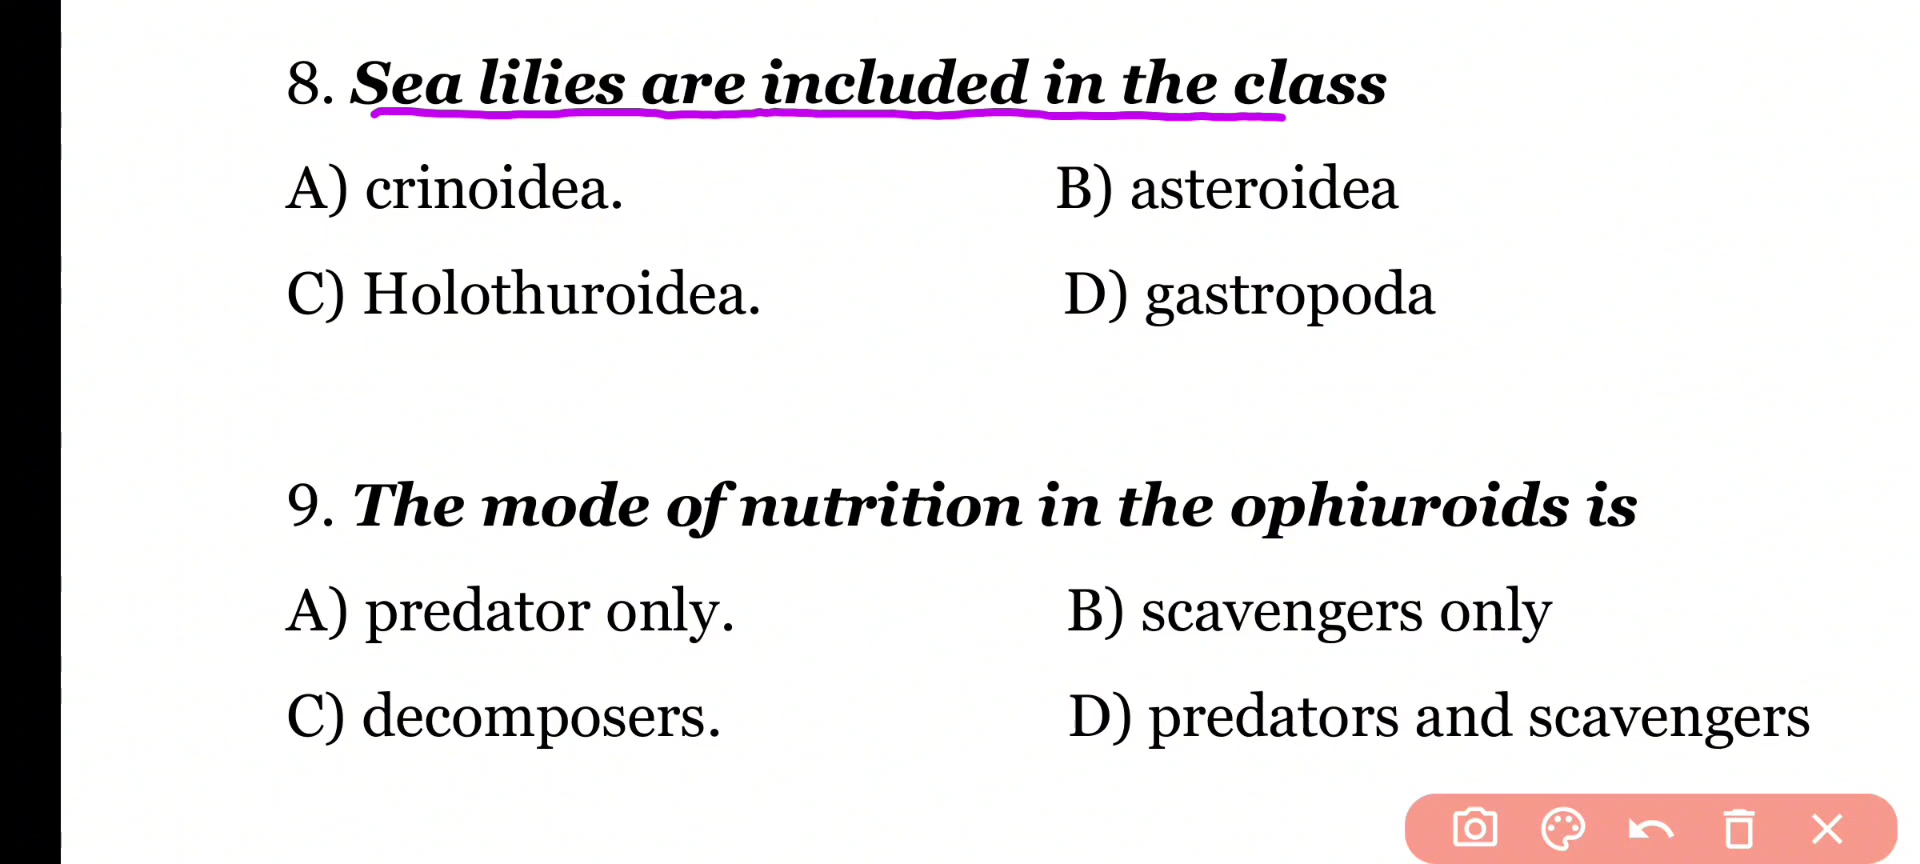 8. Sea lilies are included in the class
A) crinoidea. B) asteroidea
C) Holothuroidea. D) gastropoda
9. The mode of nutrition in the ophiuroids is
A) predator only. B) scavengers only
C) decomposers. D) predators and scavengers